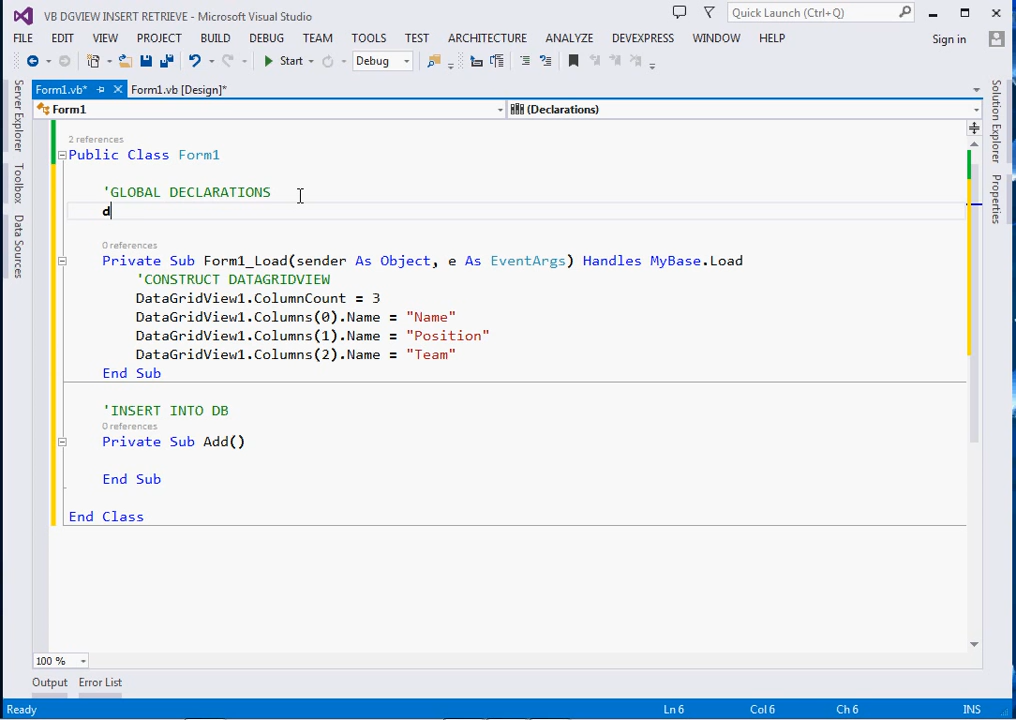 VB DGVIEW INSERT RETRIEVE - Microsoft Visual Studio
Quick Launch (Ctrl+Q)
FILE EDIT VIEW PROJECT BUILD DEBUG TEAM TOOLS TEST ARCHITECTURE ANALYZE DEVEXPRESS WINDOW HELP Sign in
Start Debug
Form1.vb* Form1.vb [Design]*
Form1 (Declarations)
Server Explorer
Toolbox
Data Sources
Solution Explorer
Properties
2 references
Public Class Form1
'GLOBAL DECLARATIONS
d
0 references
Private Sub Form1_Load(sender As Object, e As EventArgs) Handles MyBase.Load
'CONSTRUCT DATAGRIDVIEW
DataGridView1.ColumnCount = 3
DataGridView1.Columns(0).Name = "Name"
DataGridView1.Columns(1).Name = "Position"
DataGridView1.Columns(2).Name = "Team"
End Sub
'INSERT INTO DB
0 references
Private Sub Add()
End Sub
End Class
100 %
Output Error List
Ready Ln 6 Col 6 Ch 6 INS